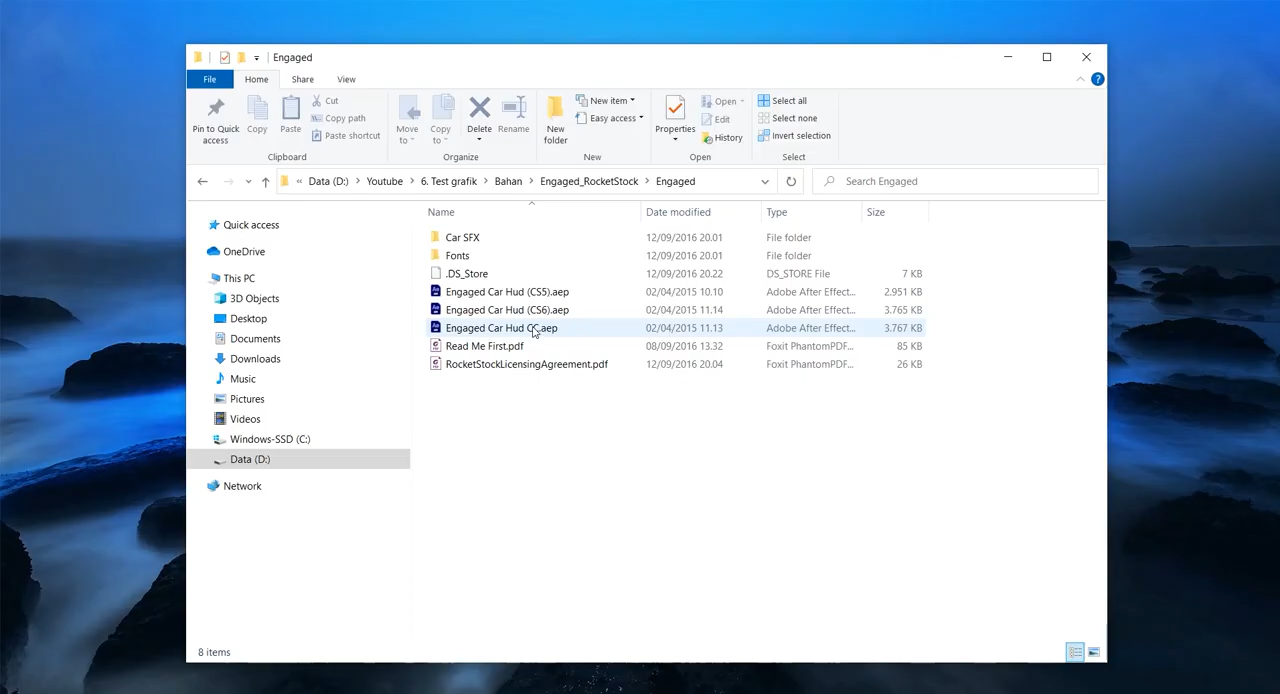 Engaged
File Home Share View
Pin to Quick access
Copy
Paste
Cut
Copy path
Paste shortcut
Clipboard
Move to
Copy to
Delete
Rename
Organize
New folder
New item
Easy access
New
Properties
Open
Edit
History
Open
Select all
Select none
Invert selection
Select
« Data (D:) > Youtube > 6. Test grafik > Bahan > Engaged_RocketStock > Engaged
Search Engaged
Name Date modified Type Size
Car SFX 12/09/2016 20.01 File folder
Fonts 12/09/2016 20.01 File folder
.DS_Store 12/09/2016 20.22 DS_STORE File 7 KB
Engaged Car Hud (CS5).aep 02/04/2015 10.10 Adobe After Effect... 2.951 KB
Engaged Car Hud (CS6).aep 02/04/2015 11.14 Adobe After Effect... 3.765 KB
Engaged Car Hud CC.aep 02/04/2015 11.13 Adobe After Effect... 3.767 KB
Read Me First.pdf 08/09/2016 13.32 Foxit PhantomPDF... 85 KB
RocketStockLicensingAgreement.pdf 12/09/2016 20.04 Foxit PhantomPDF... 26 KB
Quick access
OneDrive
This PC
3D Objects
Desktop
Documents
Downloads
Music
Pictures
Videos
Windows-SSD (C:)
Data (D:)
Network
8 items